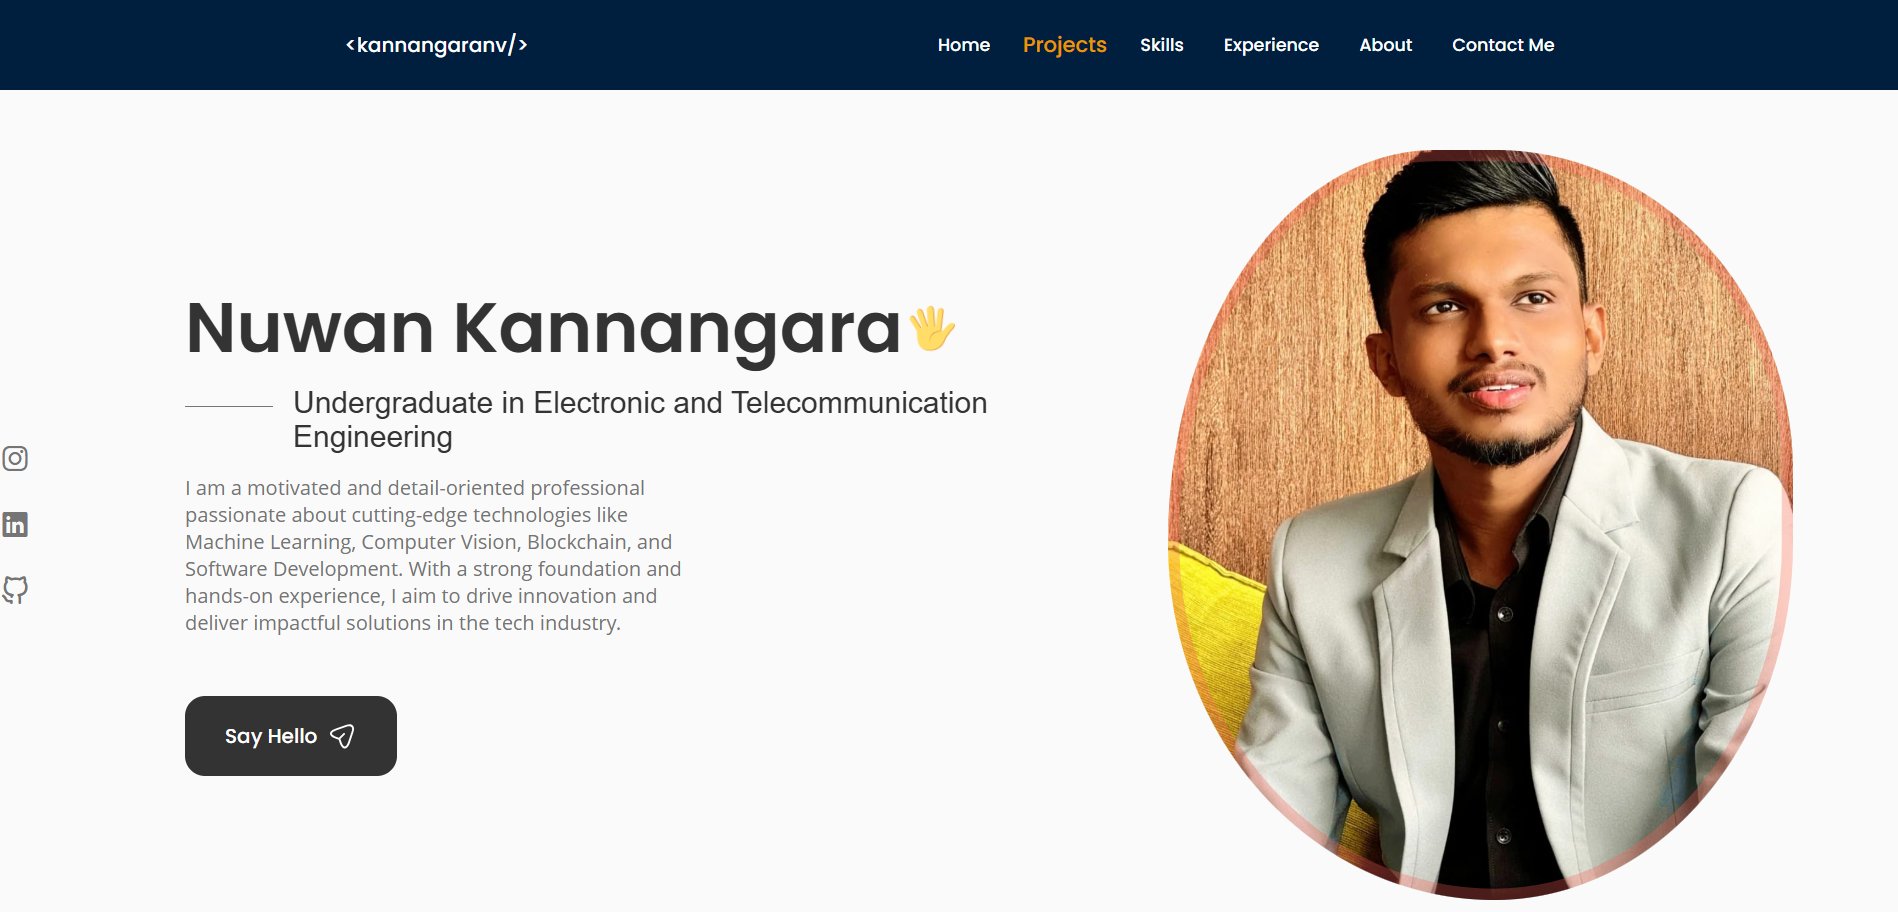 <kannangaranv/>
Home Projects Skills Experience About Contact Me
Nuwan Kannangara🖐
Undergraduate in Electronic and Telecommunication
Engineering
I am a motivated and detail-oriented professional
passionate about cutting-edge technologies like
Machine Learning, Computer Vision, Blockchain, and
Software Development. With a strong foundation and
hands-on experience, I aim to drive innovation and
deliver impactful solutions in the tech industry.
Say Hello